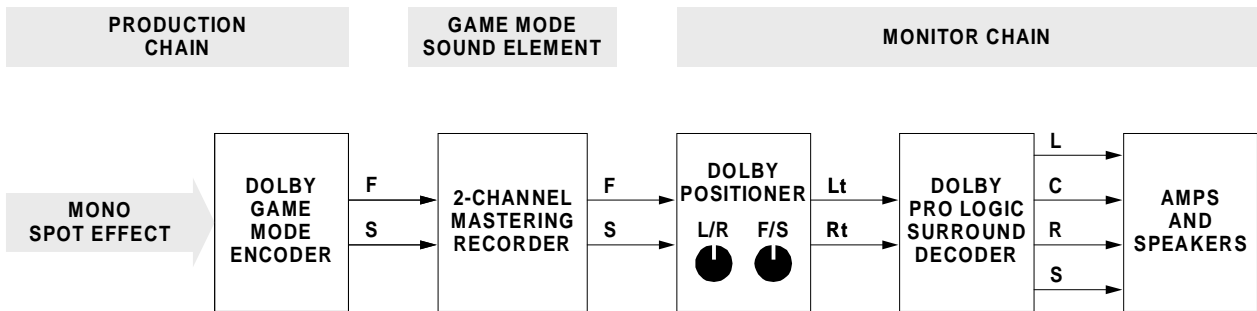 PRODUCTION
CHAIN
GAME MODE
SOUND ELEMENT
MONITOR CHAIN
MONO
SPOT EFFECT
DOLBY
GAME
MODE
ENCODER
F
S
2-CHANNEL
MASTERING
RECORDER
F
S
DOLBY
POSITIONER
L/R F/S
Lt
Rt
DOLBY
PRO LOGIC
SURROUND
DECODER
L
C
R
S
AMPS
AND
SPEAKERS